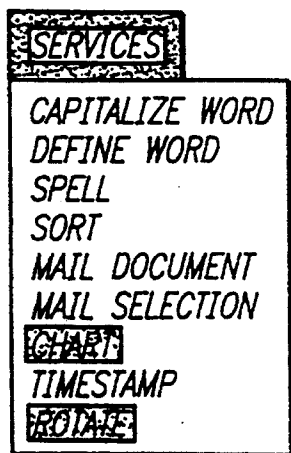 SERVICES
CAPITALIZE WORD
DEFINE WORD
SPELL
SORT
MAIL DOCUMENT
MAIL SELECTION
CHART
TIMESTAMP
ROTATE